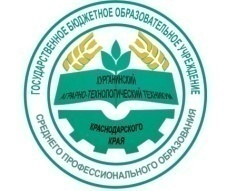 ГОСУДАРСТВЕННОЕ БЮДЖЕТНОЕ ОБРАЗОВАТЕЛЬНОЕ УЧРЕЖДЕНИЕ
КУРГАНИНСКИЙ
АГРАРНО-ТЕХНОЛОГИЧЕСКИЙ ТЕХНИКУМ
КРАСНОДАРСКОГО
КРАЯ
СРЕДНЕГО ПРОФЕССИОНАЛЬНОГО ОБРАЗОВАНИЯ